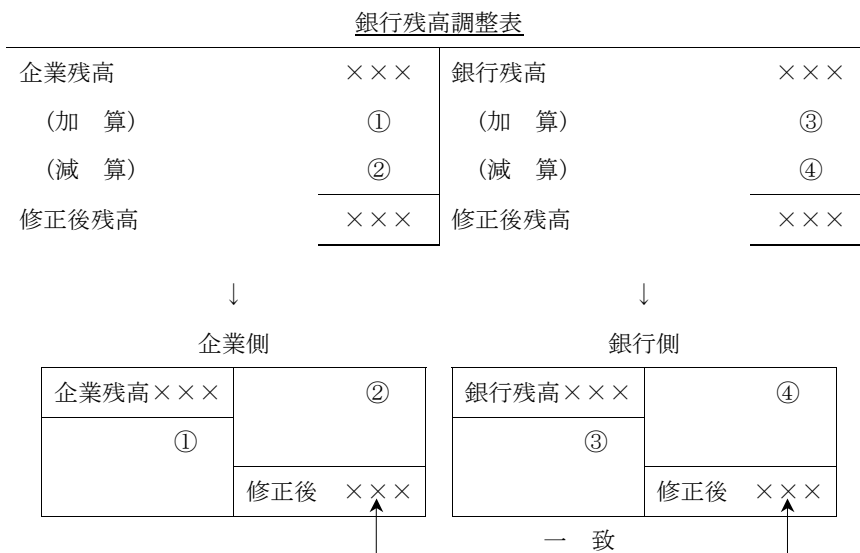 銀行残高調整表
企業残高 ××× 銀行残高 ×××
(加 算) ① (加 算) ③
(減 算) ② (減 算) ④
修正後残高 ××× 修正後残高 ×××
↓ ↓
企業側 銀行側
企業残高××× ② 銀行残高××× ④
① ③
修正後 ××× 修正後 ×××
一 致